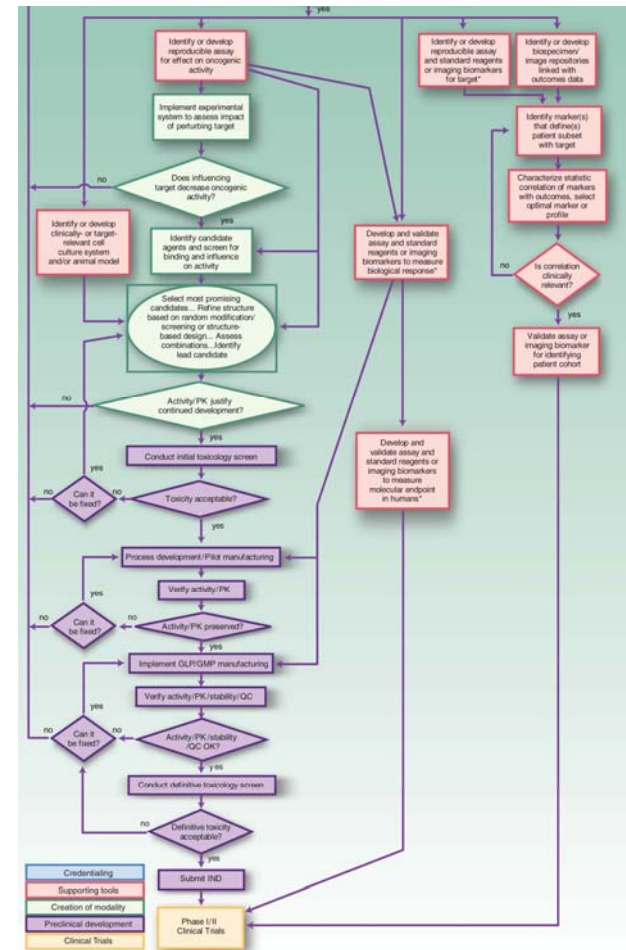 yes
Identify or develop
reproducible assay
for effect on oncogenic
activity
Identify or develop
reproducible assay
and standard reagents
or imaging biomarkers
for target*
Identify or develop
biospecimen/
image repositories
linked with
outcomes data
Implement experimental
system to assess impact
of perturbing target
Identify marker(s)
that define(s)
patient subset
with target
no
Does influencing
target decrease oncogenic
activity?
yes
Characterize statistic
correlation of markers
with outcomes, select
optimal marker or
profile
Identify or develop
clinically- or target-
relevant cell
culture system
and/or animal model
Identify candidate
agents and screen for
binding and influence
on activity
Develop and validate
assay and standard
reagents or imaging
biomarkers to measure
biological response*
no
Is correlation
clinically
relevant?
yes
Select most promising
candidates... Refine structure
based on random modification/
screening or structure-
based design... Assess
combinations...Identify
lead candidate
Validate assay or
imaging biomarker
for identifying
patient cohort
no
Activity/PK justify
continued development?
yes
Conduct initial toxicology screen
Develop and
validate assay and
standard reagents or
imaging biomarkers
to measure
molecular endpoint
in humans*
yes
no
Can it
be fixed?
no
Toxicity acceptable?
yes
Process development/Pilot manufacturing
Verify activity/PK
yes
no
Can it
be fixed?
no
Activity/PK preserved?
yes
Implement GLP/GMP manufacturing
Verify activity/PK/stability/QC
yes
no
Can it
be fixed?
no
Activity/PK/stability
/QC OK?
yes
Conduct definitive toxicology screen
no
Definitive toxicity
acceptable?
yes
Submit IND
Phase I/II
Clinical Trials
Credentialing
Supporting tools
Creation of modality
Preclinical development
Clinical Trials